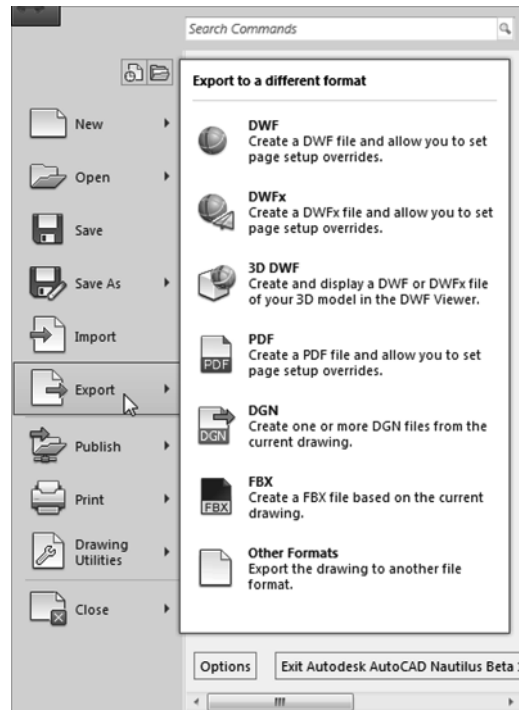 Search Commands
Export to a different format
New
Open
Save
Save As
Import
Export
Publish
Print
Drawing
Utilities
Close
DWF
Create a DWF file and allow you to set
page setup overrides.
DWFx
Create a DWFx file and allow you to set
page setup overrides.
3D DWF
Create and display a DWF or DWFx file
of your 3D model in the DWF Viewer.
PDF
PDF
Create a PDF file and allow you to set
page setup overrides.
DGN
DGN
Create one or more DGN files from the
current drawing.
FBX
FBX
Create a FBX file based on the current
drawing.
Other Formats
Export the drawing to another file
format.
Options
Exit Autodesk AutoCAD Nautilus Beta